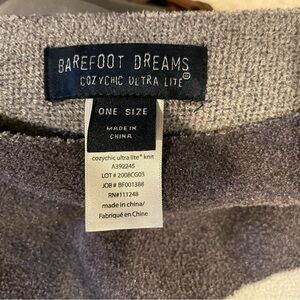 BAREFOOT DREAMS
COZYCHIC ULTRA LITE®
ONE SIZE
MADE IN
CHINA
cozychic ultra lite® knit
A392245
LOT # 2008CG03
JOB # BF001388
RN#111248
made in china/
Fabriqué en Chine